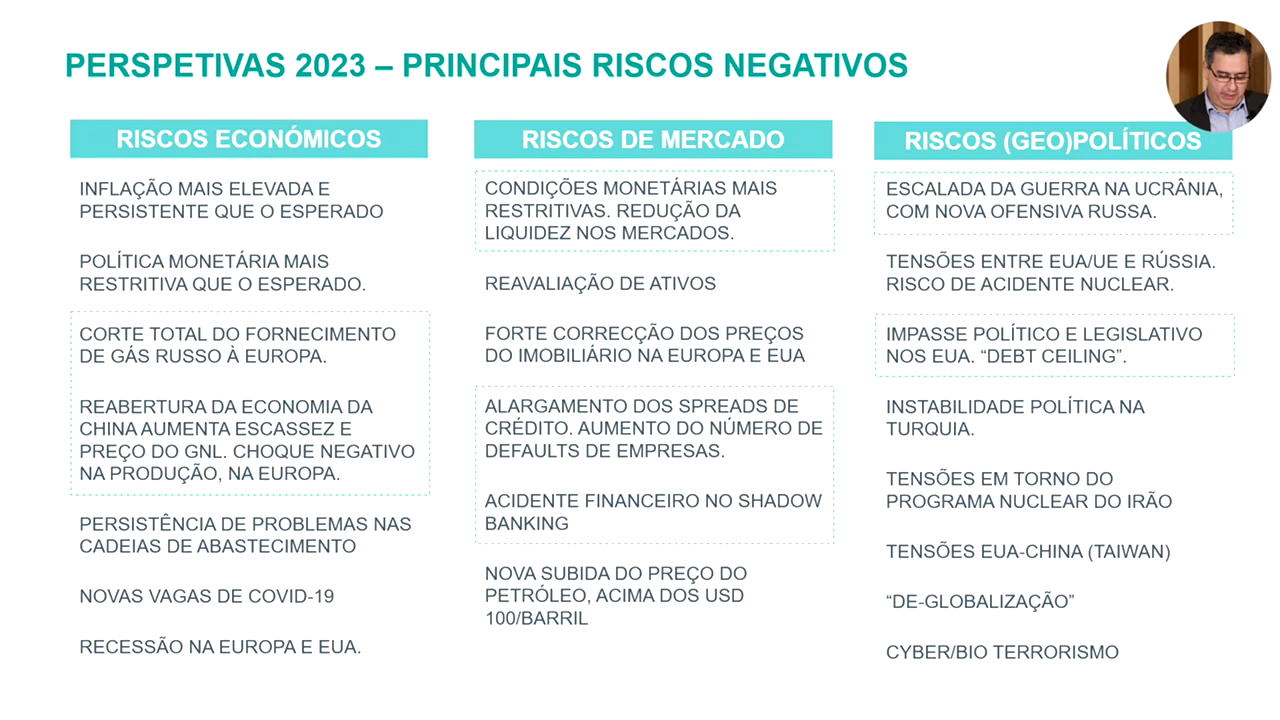 PERSPETIVAS 2023 – PRINCIPAIS RISCOS NEGATIVOS
RISCOS ECONÓMICOS
INFLAÇÃO MAIS ELEVADA E
PERSISTENTE QUE O ESPERADO
POLÍTICA MONETÁRIA MAIS
RESTRITIVA QUE O ESPERADO.
CORTE TOTAL DO FORNECIMENTO
DE GÁS RUSSO À EUROPA.
REABERTURA DA ECONOMIA DA
CHINA AUMENTA ESCASSEZ E
PREÇO DO GNL. CHOQUE NEGATIVO
NA PRODUÇÃO, NA EUROPA.
PERSISTÊNCIA DE PROBLEMAS NAS
CADEIAS DE ABASTECIMENTO
NOVAS VAGAS DE COVID-19
RECESSÃO NA EUROPA E EUA.
RISCOS DE MERCADO
CONDIÇÕES MONETÁRIAS MAIS
RESTRITIVAS. REDUÇÃO DA
LIQUIDEZ NOS MERCADOS.
REAVALIAÇÃO DE ATIVOS
FORTE CORRECÇÃO DOS PREÇOS
DO IMOBILIÁRIO NA EUROPA E EUA
ALARGAMENTO DOS SPREADS DE
CRÉDITO. AUMENTO DO NÚMERO DE
DEFAULTS DE EMPRESAS.
ACIDENTE FINANCEIRO NO SHADOW
BANKING
NOVA SUBIDA DO PREÇO DO
PETRÓLEO, ACIMA DOS USD
100/BARRIL
RISCOS (GEO)POLÍTICOS
ESCALADA DA GUERRA NA UCRÂNIA,
COM NOVA OFENSIVA RUSSA.
TENSÕES ENTRE EUA/UE E RÚSSIA.
RISCO DE ACIDENTE NUCLEAR.
IMPASSE POLÍTICO E LEGISLATIVO
NOS EUA. “DEBT CEILING”.
INSTABILIDADE POLÍTICA NA
TURQUIA.
TENSÕES EM TORNO DO
PROGRAMA NUCLEAR DO IRÃO
TENSÕES EUA-CHINA (TAIWAN)
“DE-GLOBALIZAÇÃO”
CYBER/BIO TERRORISMO